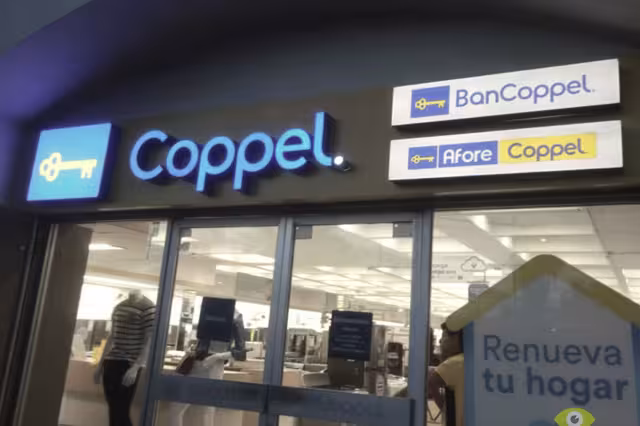 Coppel.
BanCoppel
Afore Coppel
Renueva
tu hogar